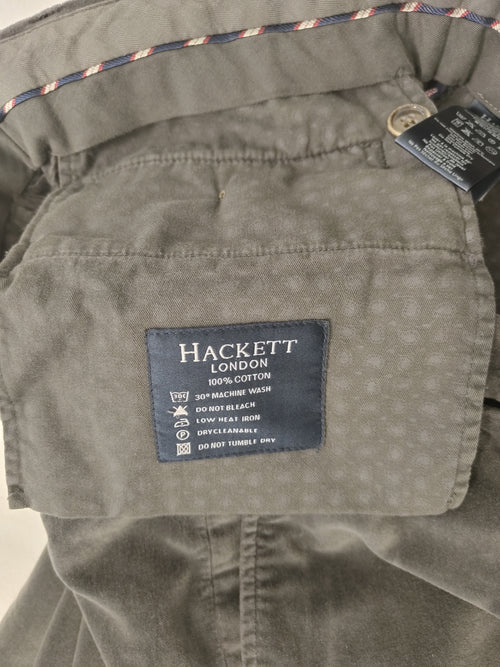 HACKETT
LONDON
100% COTTON
30° MACHINE WASH
DO NOT BLEACH
LOW HEAT IRON
DRYCLEANABLE
DO NOT TUMBLE DRY